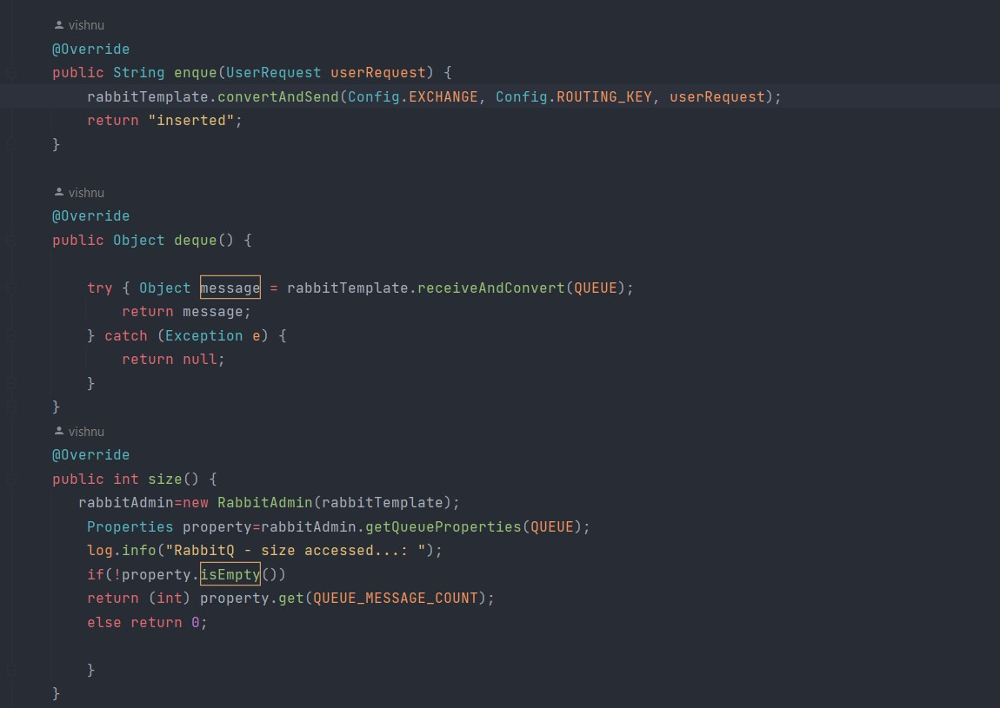 vishnu
@Override
public String enque(UserRequest userRequest) {
rabbitTemplate.convertAndSend(Config.EXCHANGE, Config.ROUTING_KEY, userRequest);
return "inserted";
}
vishnu
@Override
public Object deque() {
try { Object message = rabbitTemplate.receiveAndConvert(QUEUE);
return message;
} catch (Exception e) {
return null;
}
}
vishnu
@Override
public int size() {
rabbitAdmin=new RabbitAdmin(rabbitTemplate);
Properties property=rabbitAdmin.getQueueProperties(QUEUE);
log.info("RabbitQ - size accessed...: ");
if(!property.isEmpty())
return (int) property.get(QUEUE_MESSAGE_COUNT);
else return 0;
}
}